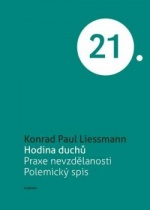 21.
Konrad Paul Liessmann
Hodina duchů
Praxe nevzdělanosti
Polemický spis